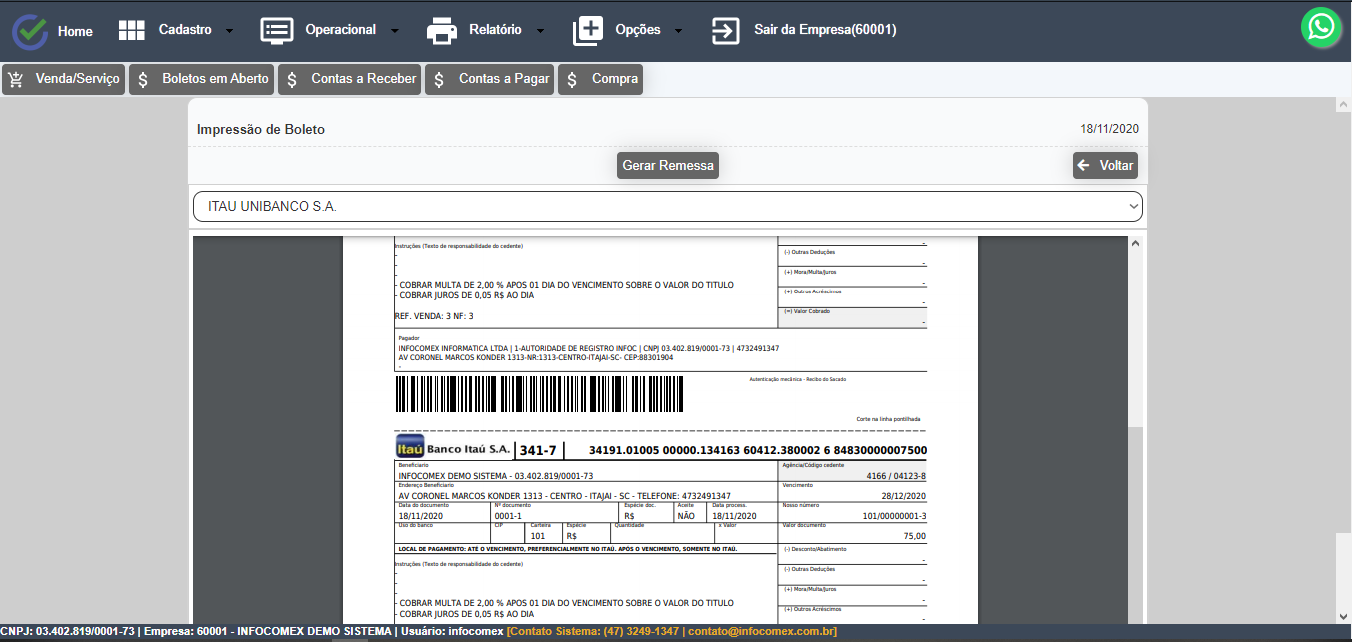 Home Cadastro Operacional Relatório Opções Sair da Empresa(60001)
Venda/Serviço Boletos em Aberto Contas a Receber Contas a Pagar Compra
Impressão de Boleto 18/11/2020
Gerar Remessa Voltar
ITAU UNIBANCO S.A.
Instruções (Texto de responsabilidade do cedente)
-
(-) Outras Deduções
-
-
(+) Mora/Multa/Juros
-
- COBRAR MULTA DE 2,00 % APOS 01 DIA DO VENCIMENTO SOBRE O VALOR DO TITULO
- COBRAR JUROS DE 0,05 R$ AO DIA
(+) Outros Acréscimos
-
(=) Valor Cobrado
REF. VENDA: 3 NF: 3
-
Pagador
INFOCOMEX INFORMATICA LTDA | 1-AUTORIDADE DE REGISTRO INFOC | CNPJ 03.402.819/0001-73 | 4732491347
AV CORONEL MARCOS KONDER 1313-NR:1313-CENTRO-ITAJAI-SC- CEP:88301904
-
Autenticação mecânica - Recibo do Sacado
Corte na linha pontilhada
Itaú Banco Itaú S.A. 341-7 34191.01005 00000.134163 60412.380002 6 84830000007500
Beneficiario Agência/Código cedente
INFOCOMEX DEMO SISTEMA - 03.402.819/0001-73 4166 / 04123-8
Endereço Beneficiario Vencimento
AV CORONEL MARCOS KONDER 1313 - CENTRO - ITAJAI - SC - TELEFONE: 4732491347 28/12/2020
Data do documento Nº documento Espécie doc. Aceite Data process. Nosso número
18/11/2020 0001-1 R$ NÃO 18/11/2020 101/00000001-3
Uso do banco CIP Carteira Espécie Quantidade x Valor Valor documento
101 R$ 75,00
LOCAL DE PAGAMENTO: ATÉ O VENCIMENTO, PREFERENCIALMENTE NO ITAÚ. APÓS O VENCIMENTO, SOMENTE NO ITAÚ. (-) Desconto/Abatimento
-
Instruções (Texto de responsabilidade do cedente) (-) Outras Deduções
-
-
(+) Mora/Multa/Juros
-
- COBRAR MULTA DE 2,00 % APOS 01 DIA DO VENCIMENTO SOBRE O VALOR DO TITULO
- COBRAR JUROS DE 0,05 R$ AO DIA (+) Outros Acréscimos
CNPJ: 03.402.819/0001-73 | Empresa: 60001 - INFOCOMEX DEMO SISTEMA | Usuário: infocomex [Contato Sistema: (47) 3249-1347 | contato@infocomex.com.br]